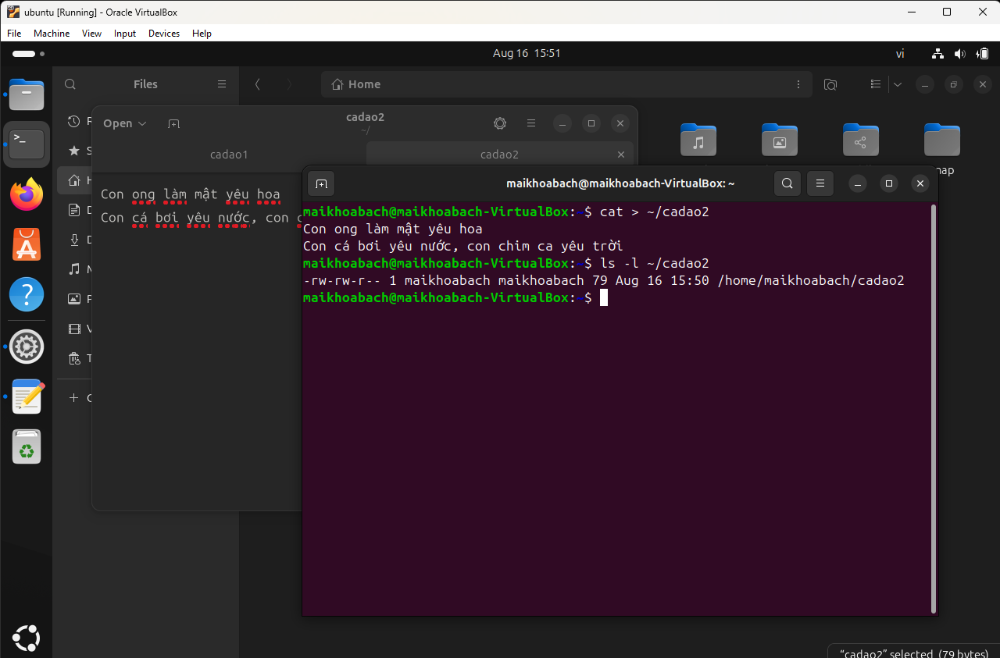 ubuntu [Running] - Oracle VirtualBox
File Machine View Input Devices Help
Aug 16 15:51
vi
Files
Home
Open
cadao2
~/
cadao1
cadao2
Con ong làm mật yêu hoa
Con cá bơi yêu nước, con
maikhoabach@maikhoabach-VirtualBox: ~
maikhoabach@maikhoabach-VirtualBox:~$ cat > ~/cadao2
Con ong làm mật yêu hoa
Con cá bơi yêu nước, con chim ca yêu trời
maikhoabach@maikhoabach-VirtualBox:~$ ls -l ~/cadao2
-rw-rw-r-- 1 maikhoabach maikhoabach 79 Aug 16 15:50 /home/maikhoabach/cadao2
maikhoabach@maikhoabach-VirtualBox:~$
"cadao2" selected (79 bytes)